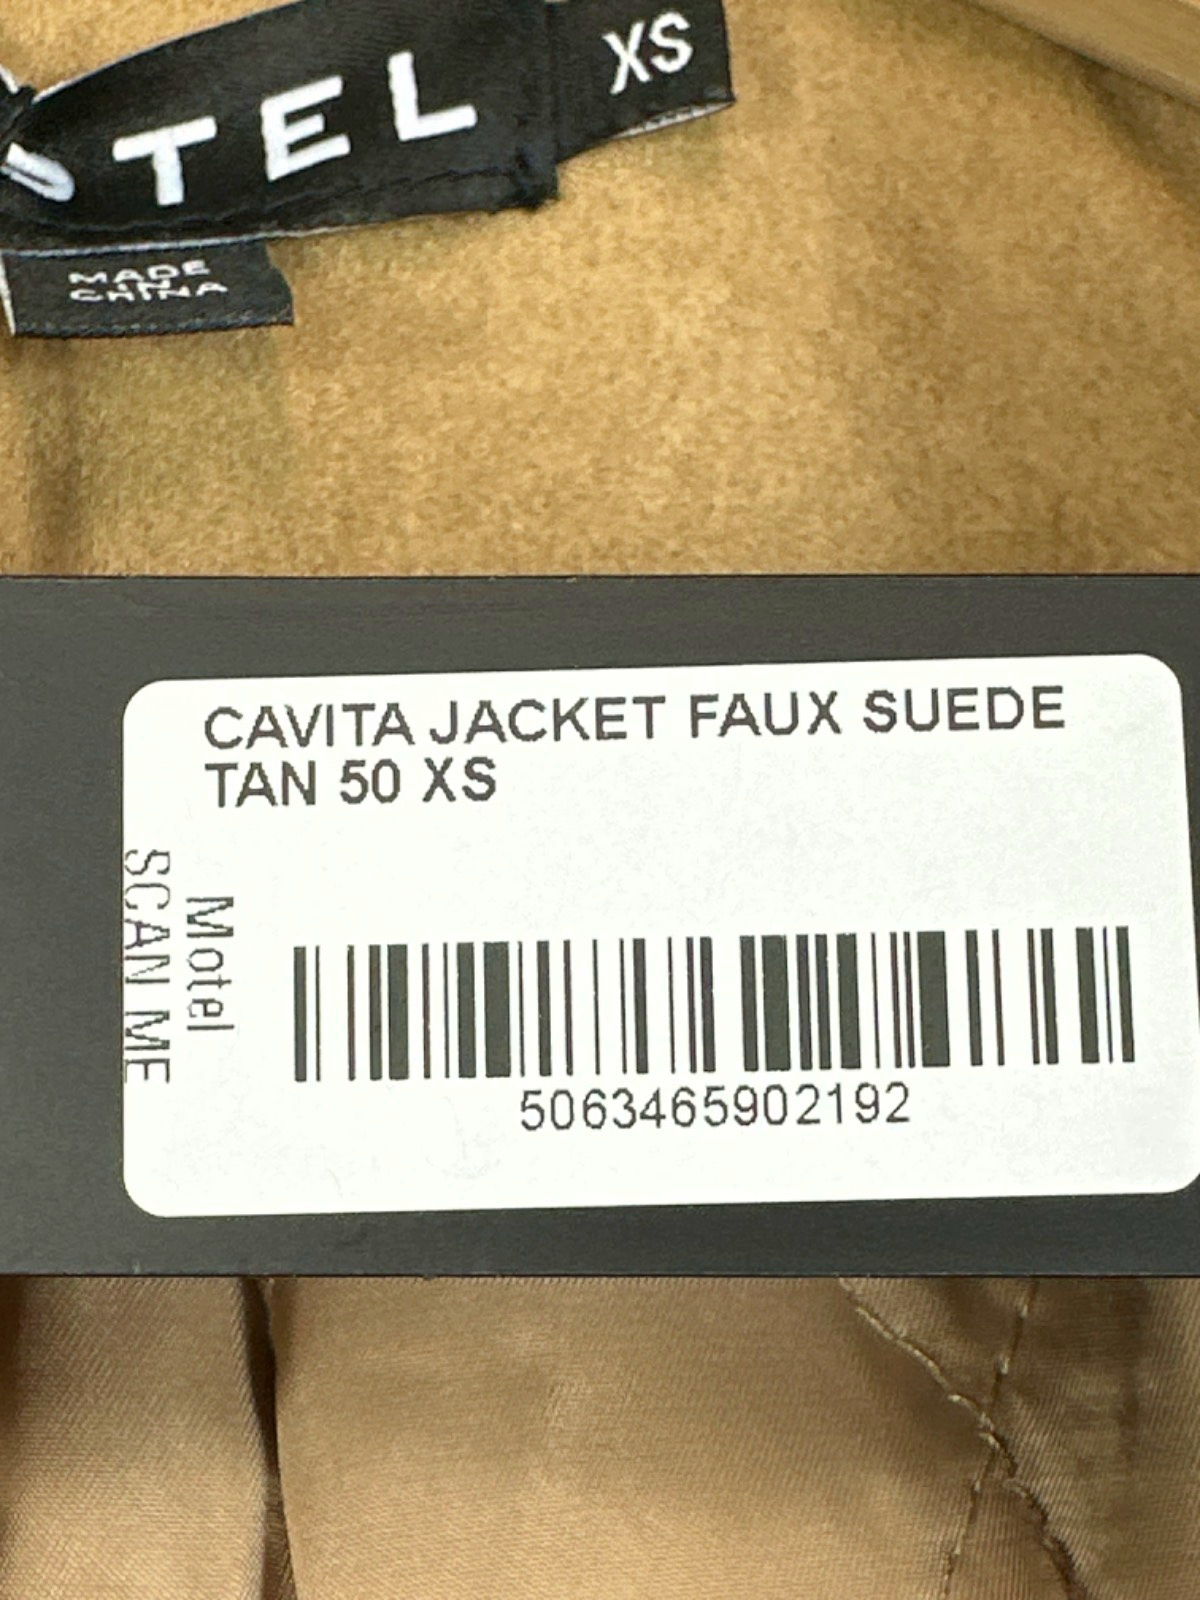 OTEL
XS
MADE
IN
CHINA
CAVITA JACKET FAUX SUEDE
TAN 50 XS
Motel
SCAN ME
5063465902192